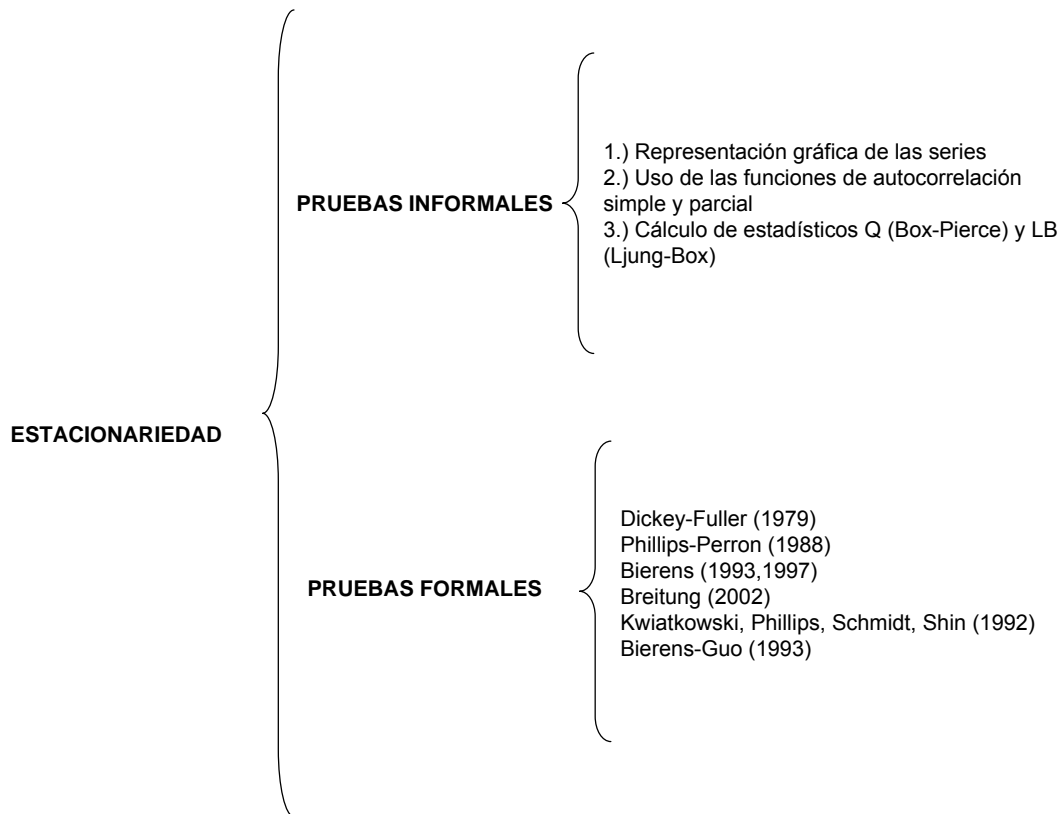 ESTACIONARIEDAD
PRUEBAS INFORMALES
1.) Representación gráfica de las series
2.) Uso de las funciones de autocorrelación
simple y parcial
3.) Cálculo de estadísticos Q (Box-Pierce) y LB
(Ljung-Box)
PRUEBAS FORMALES
Dickey-Fuller (1979)
Phillips-Perron (1988)
Bierens (1993,1997)
Breitung (2002)
Kwiatkowski, Phillips, Schmidt, Shin (1992)
Bierens-Guo (1993)